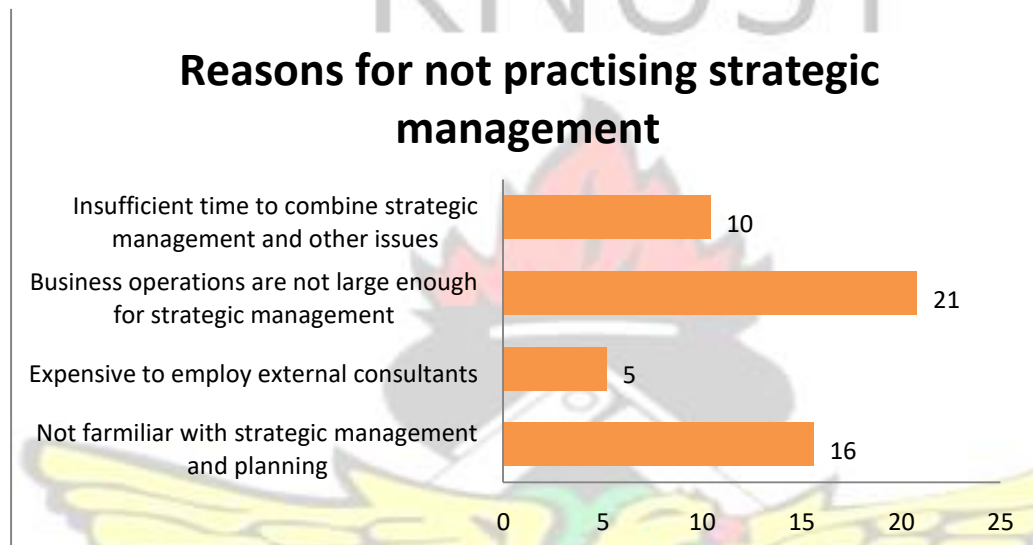 KNUST
Reasons for not practising strategic
management
Insufficient time to combine strategic
management and other issues
10
Business operations are not large enough
for strategic management
21
Expensive to employ external consultants
5
Not farmiliar with strategic management
and planning
16
0 5 10 15 20 25